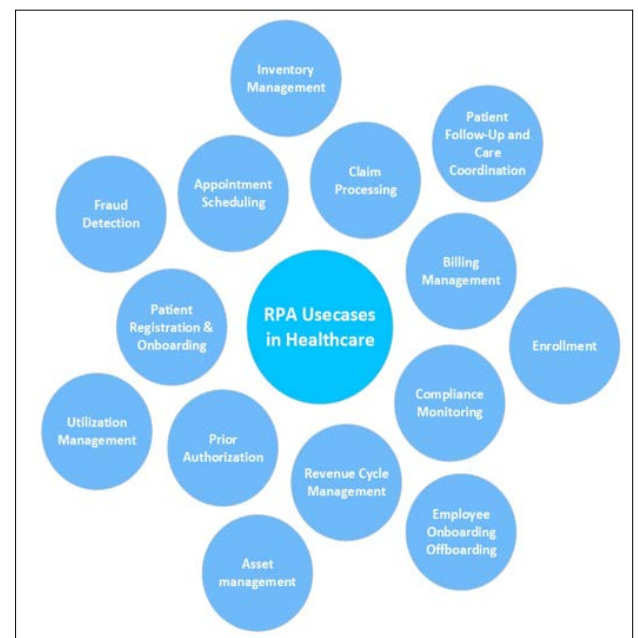 Inventory
Management
Patient
Follow-Up and
Care
Coordination
Appointment
Scheduling
Claim
Processing
Fraud
Detection
Billing
Management
Patient
Registration &
Onboarding
RPA Usecases
in Healthcare
Enrollment
Compliance
Monitoring
Utilization
Management
Prior
Authorization
Revenue Cycle
Management
Employee
Onboarding
Offboarding
Asset
management